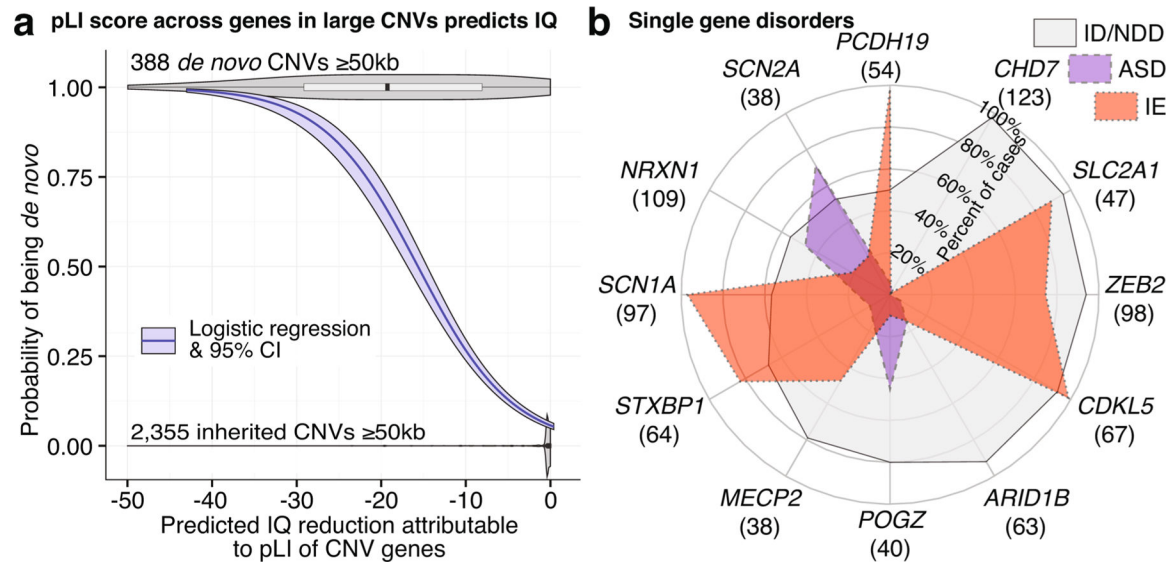 a pLI score across genes in large CNVs predicts IQ
388 de novo CNVs ≥50kb
1.00
0.75
0.50
0.25
0.00
Probability of being de novo
Logistic regression
& 95% CI
2,355 inherited CNVs ≥50kb
-50
-40
-30
-20
-10
0
Predicted IQ reduction attributable
to pLI of CNV genes
b Single gene disorders
ID/NDD
ASD
IE
PCDH19
(54)
CHD7
(123)
SLC2A1
(47)
ZEB2
(98)
CDKL5
(67)
ARID1B
(63)
POGZ
(40)
MECP2
(38)
STXBP1
(64)
SCN1A
(97)
NRXN1
(109)
SCN2A
(38)
100%
80%
60%
40%
20%
Percent of cases